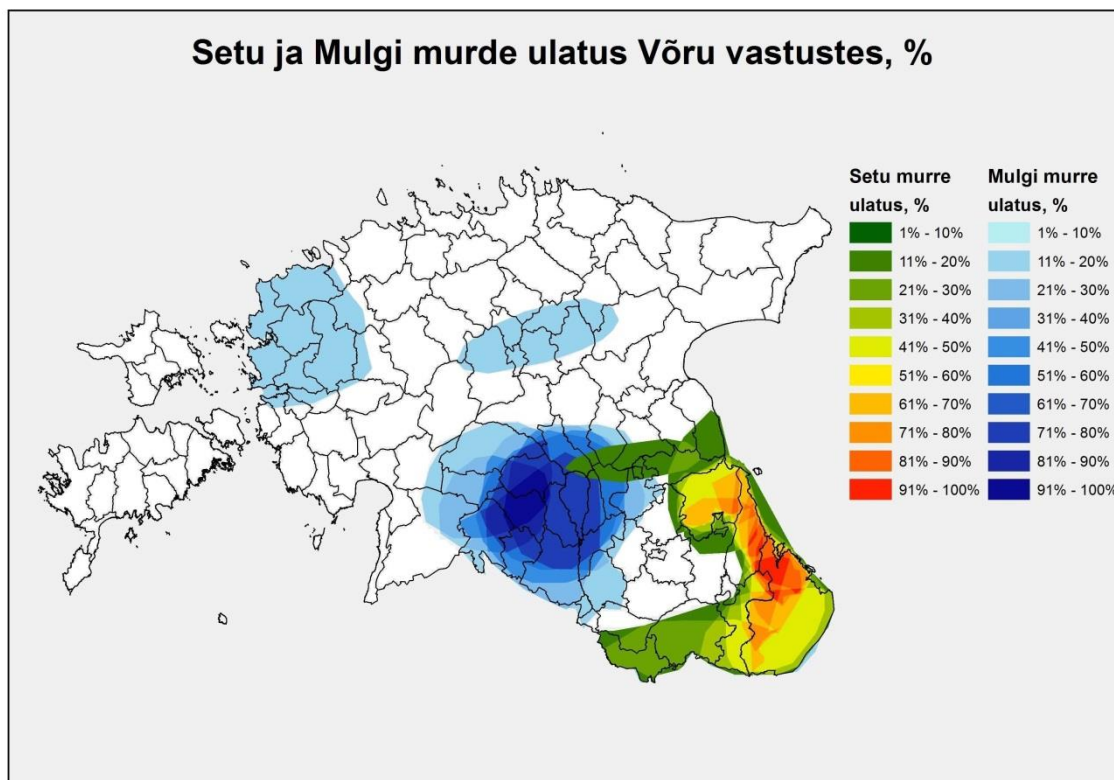 Setu ja Mulgi murde ulatus Võru vastustes, %
Setu murre
ulatus, %
1% - 10%
11% - 20%
21% - 30%
31% - 40%
41% - 50%
51% - 60%
61% - 70%
71% - 80%
81% - 90%
91% - 100%
Mulgi murre
ulatus, %
1% - 10%
11% - 20%
21% - 30%
31% - 40%
41% - 50%
51% - 60%
61% - 70%
71% - 80%
81% - 90%
91% - 100%